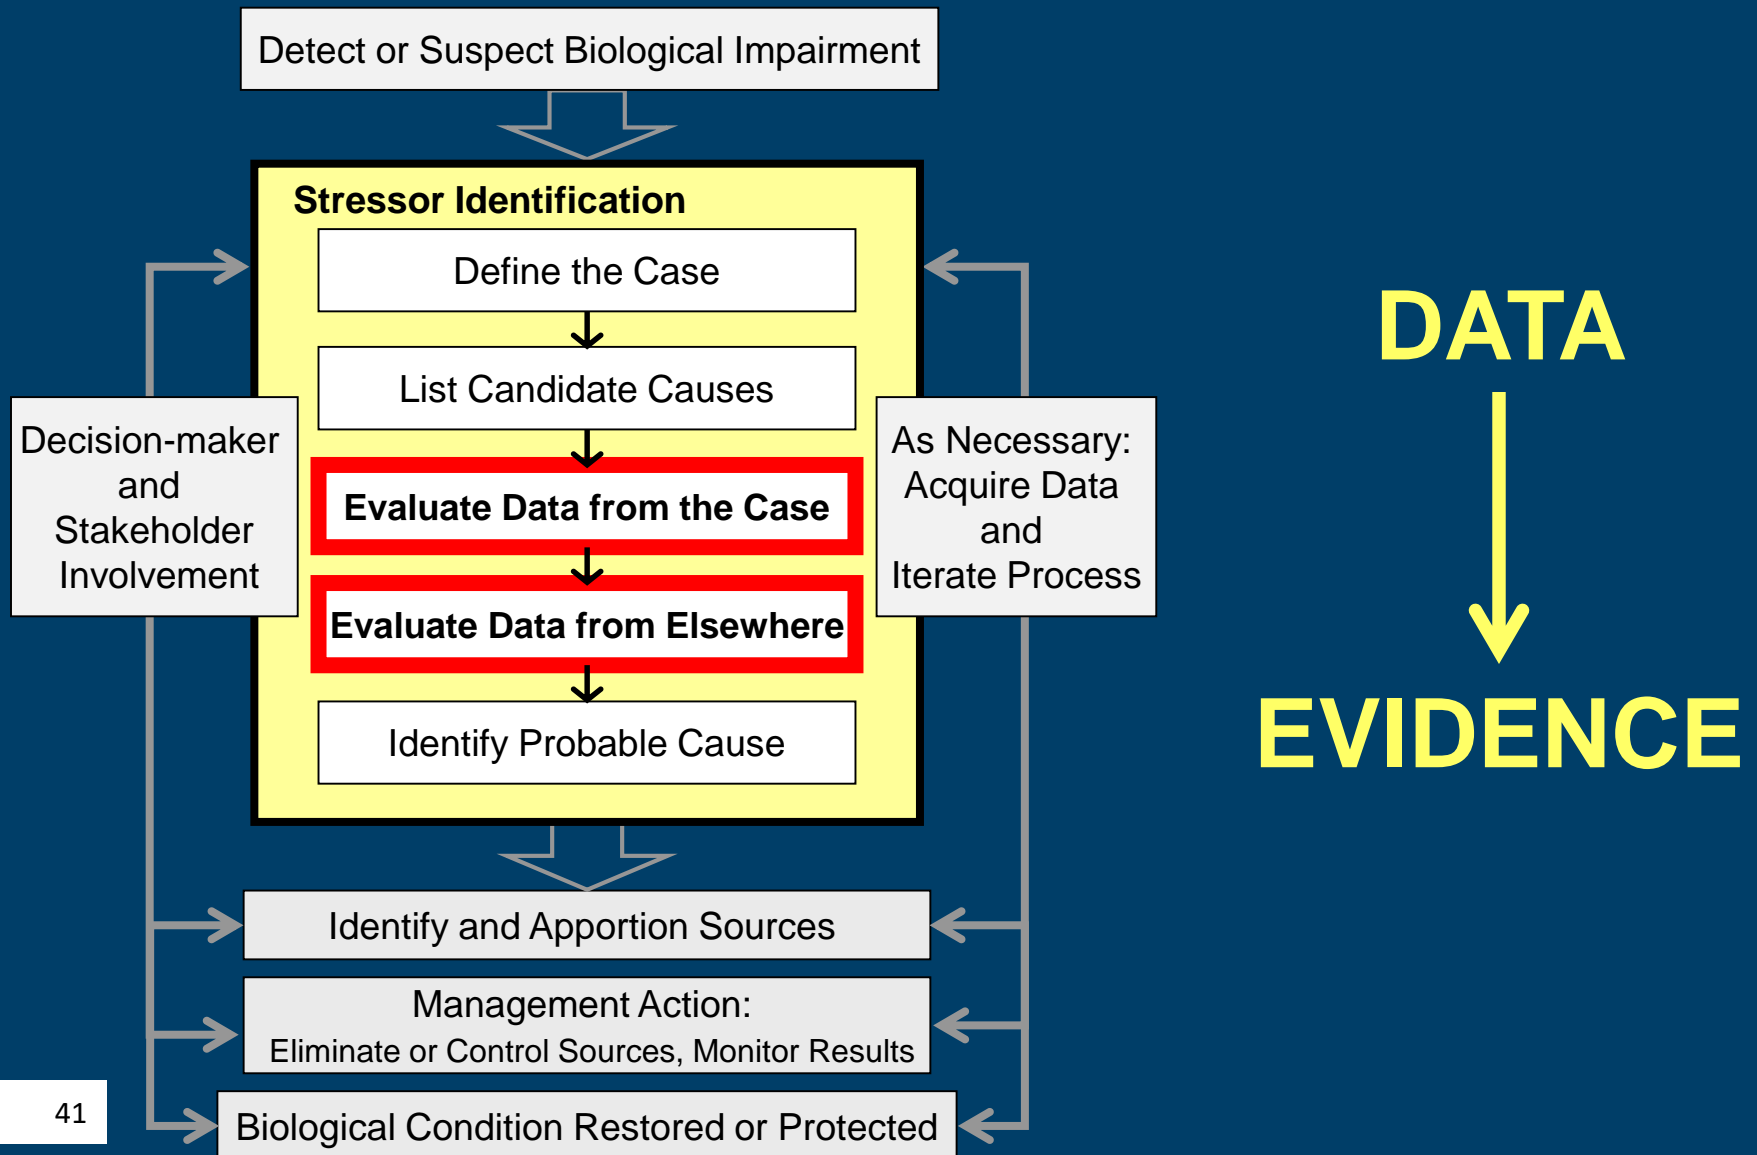 Detect or Suspect Biological Impairment
Stressor Identification
Define the Case
List Candidate Causes
Evaluate Data from the Case
Evaluate Data from Elsewhere
Identify Probable Cause
Decision-maker
and
Stakeholder
Involvement
As Necessary:
Acquire Data
and
Iterate Process
Identify and Apportion Sources
Management Action:
Eliminate or Control Sources, Monitor Results
Biological Condition Restored or Protected
DATA
EVIDENCE
41